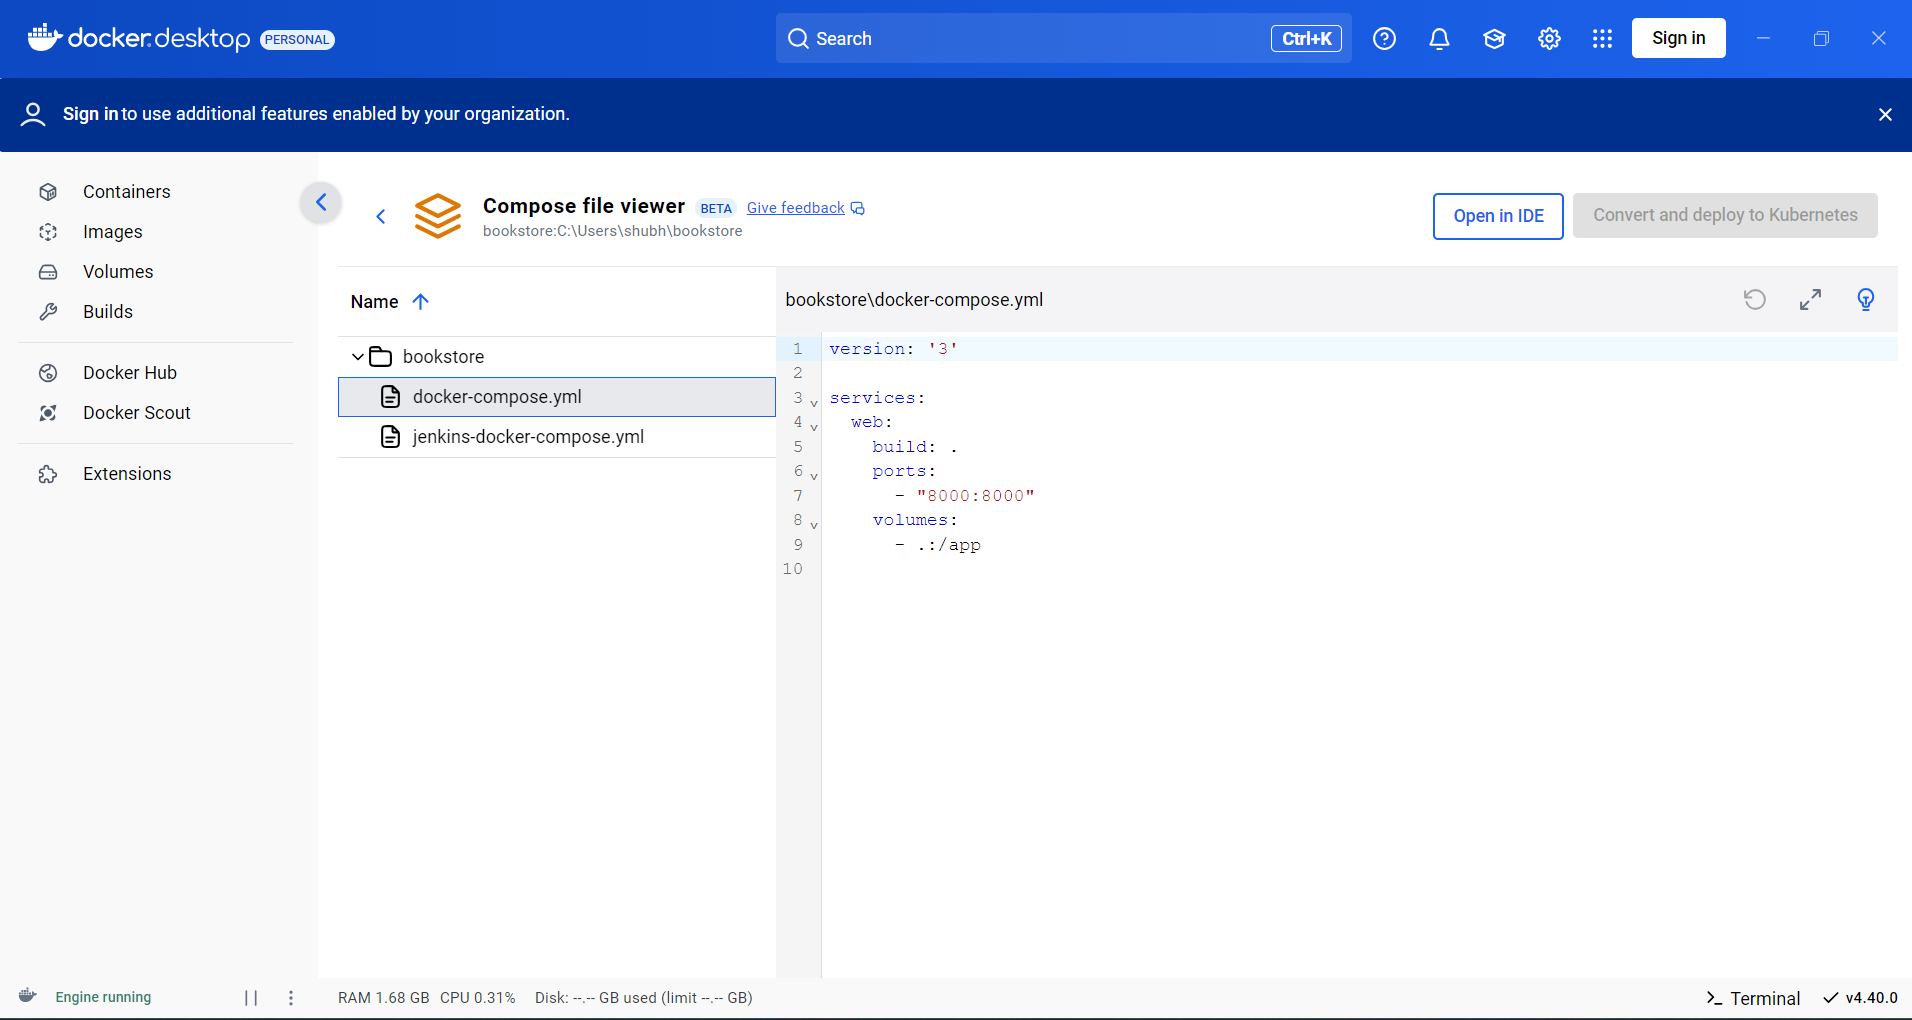 docker.desktop PERSONAL
Search Ctrl+K
Sign in
Sign in to use additional features enabled by your organization.
Containers
Images
Volumes
Builds
Docker Hub
Docker Scout
Extensions
Compose file viewer BETA Give feedback
bookstore:C:\Users\shubh\bookstore
Open in IDE
Convert and deploy to Kubernetes
Name
bookstore
docker-compose.yml
jenkins-docker-compose.yml
bookstore\docker-compose.yml
1 version: '3'
2
3 services:
4 web:
5 build: .
6 ports:
7 - "8000:8000"
8 volumes:
9 - .:/app
10
Engine running
RAM 1.68 GB CPU 0.31% Disk: --.-- GB used (limit --.-- GB)
>_ Terminal
v4.40.0